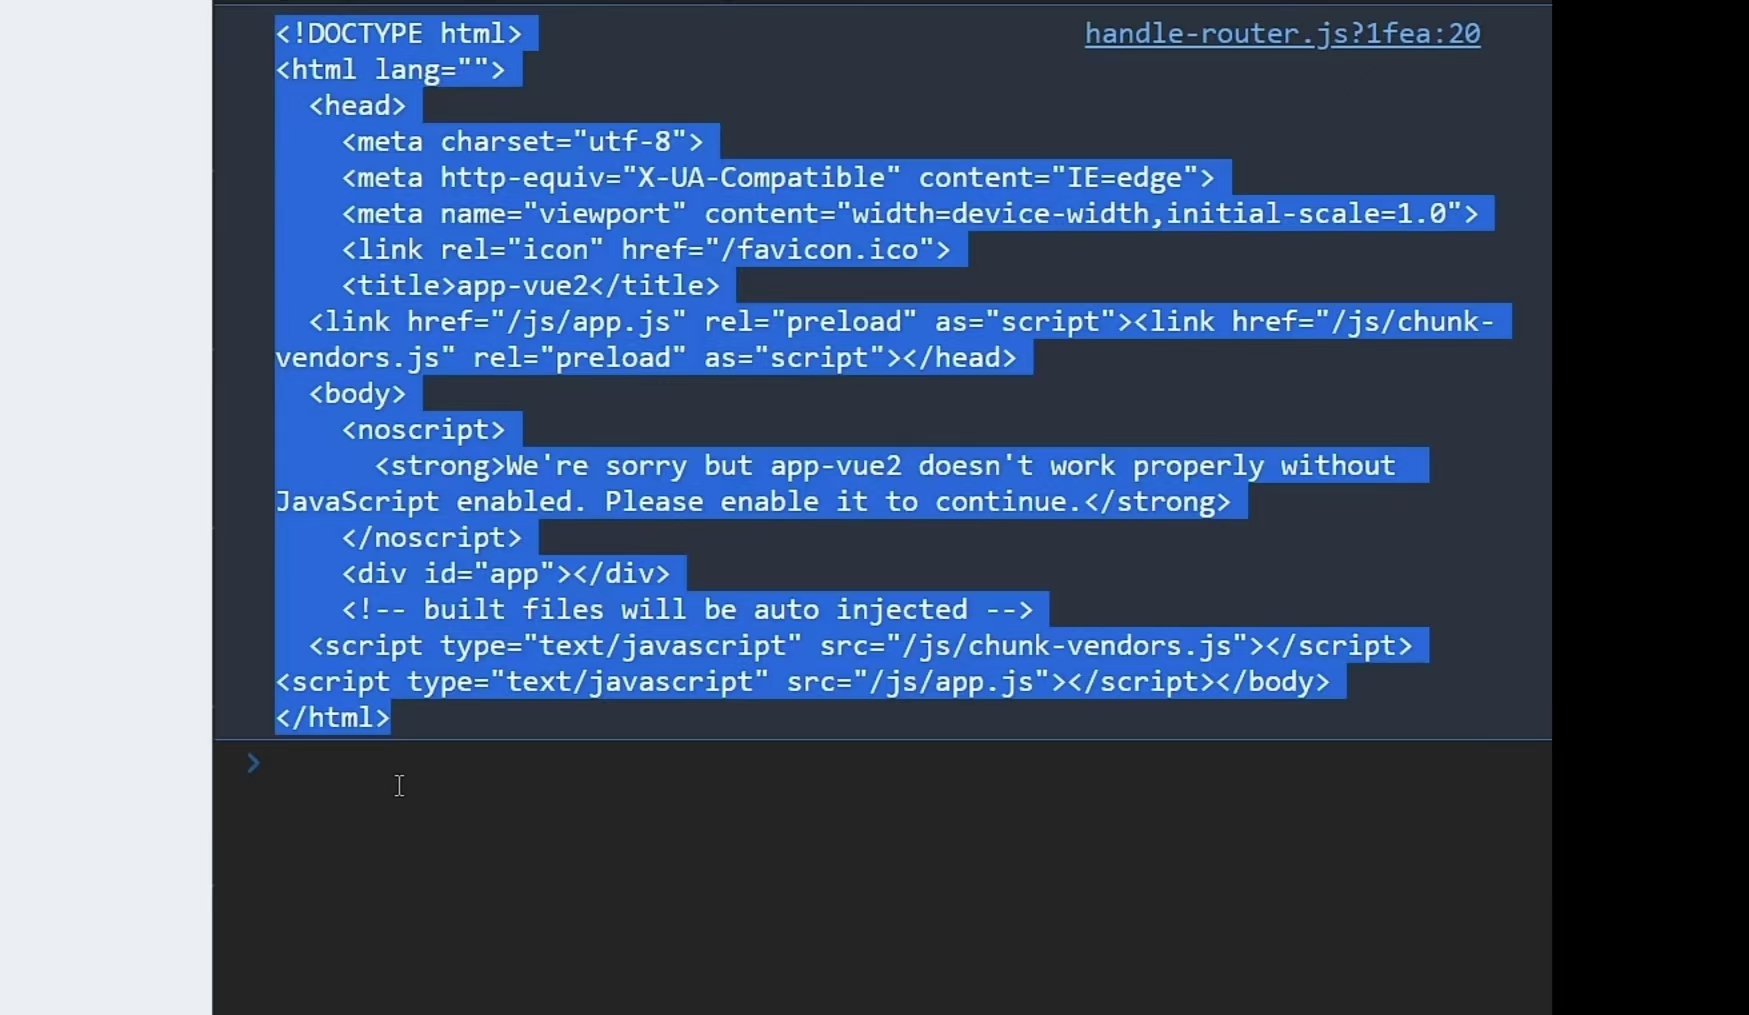 <!DOCTYPE html>
handle-router.js?1fea:20
<html lang="">
  <head>
    <meta charset="utf-8">
    <meta http-equiv="X-UA-Compatible" content="IE=edge">
    <meta name="viewport" content="width=device-width,initial-scale=1.0">
    <link rel="icon" href="/favicon.ico">
    <title>app-vue2</title>
  <link href="/js/app.js" rel="preload" as="script"><link href="/js/chunk-
vendors.js" rel="preload" as="script"></head>
  <body>
    <noscript>
      <strong>We're sorry but app-vue2 doesn't work properly without
JavaScript enabled. Please enable it to continue.</strong>
    </noscript>
    <div id="app"></div>
    <!-- built files will be auto injected -->
  <script type="text/javascript" src="/js/chunk-vendors.js"></script>
<script type="text/javascript" src="/js/app.js"></script></body>
</html>